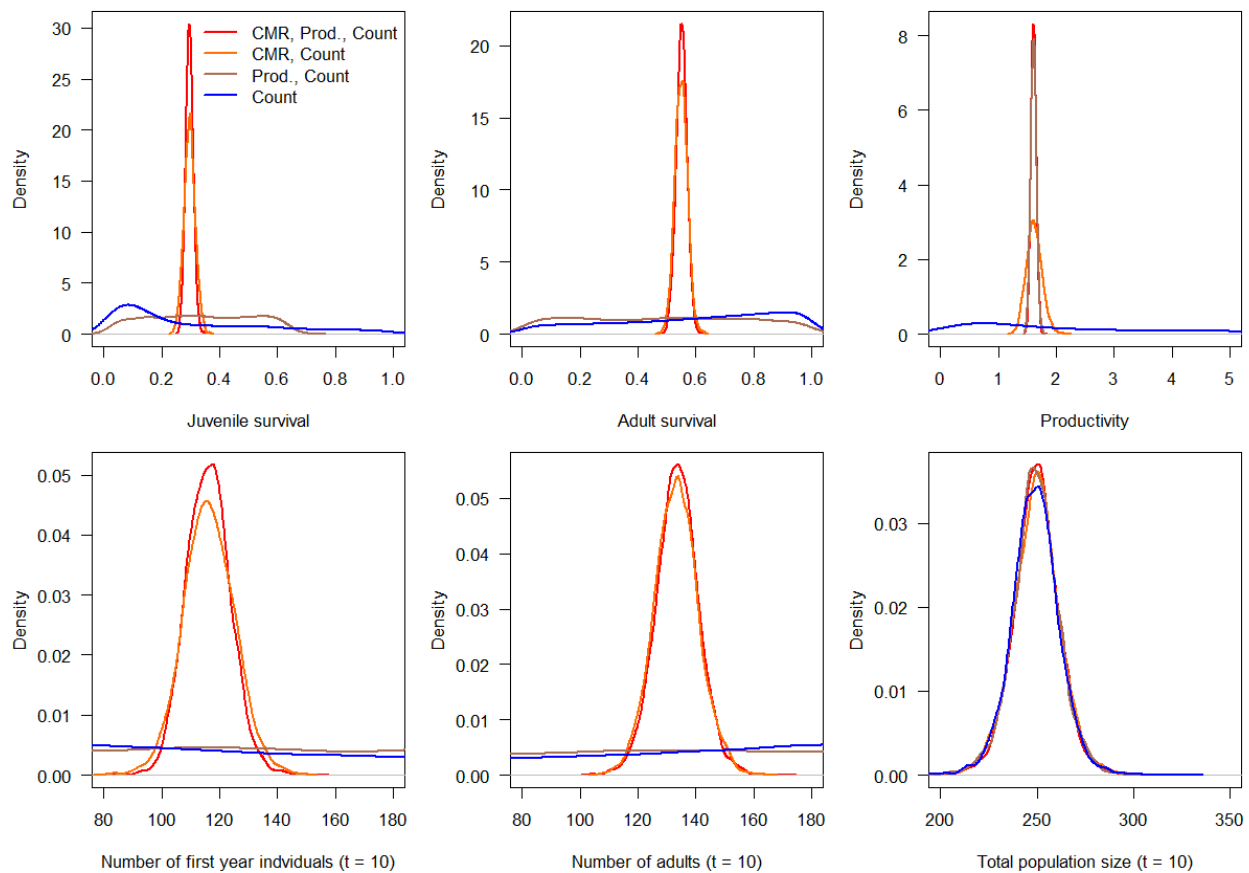 30
25
20
15
10
5
0
Density
CMR, Prod., Count
CMR, Count
Prod., Count
Count
0.0 0.2 0.4 0.6 0.8 1.0
Juvenile survival
20
15
10
5
0
Density
0.0 0.2 0.4 0.6 0.8 1.0
Adult survival
8
6
4
2
0
Density
0 1 2 3 4 5
Productivity
0.05
0.04
0.03
0.02
0.01
0.00
Density
80 100 120 140 160 180
Number of first year indviduals (t = 10)
0.05
0.04
0.03
0.02
0.01
0.00
Density
80 100 120 140 160 180
Number of adults (t = 10)
0.03
0.02
0.01
0.00
Density
200 250 300 350
Total population size (t = 10)